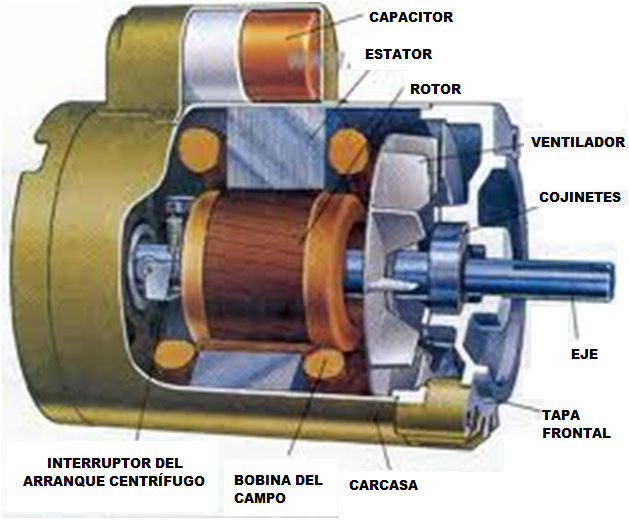 CAPACITOR
ESTATOR
ROTOR
VENTILADOR
COJINETES
EJE
TAPA
FRONTAL
INTERRUPTOR DEL
ARRANQUE CENTRÍFUGO
BOBINA DEL
CAMPO
CARCASA